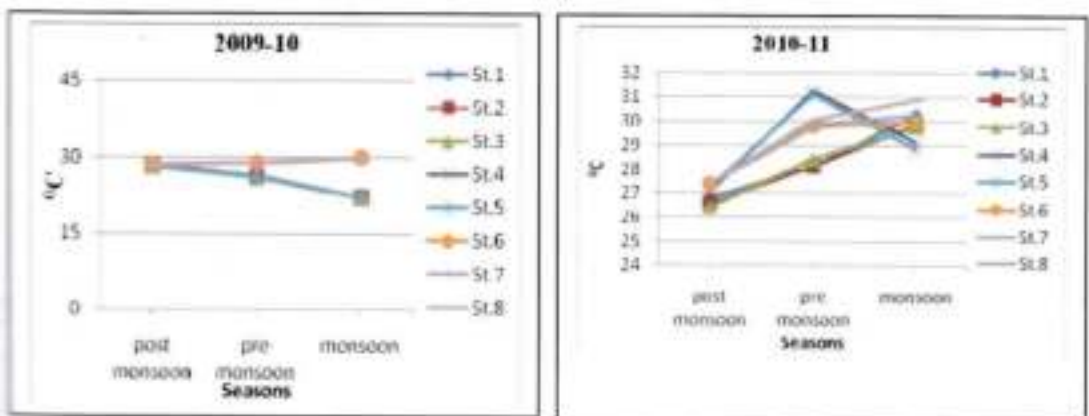 2009-10
45
30
15
0
⁰C
post monsoon
pre monsoon
monsoon
Seasons
St.1
St.2
St.3
St.4
St.5
St.6
St.7
St.8
2010-11
32
31
30
29
28
27
26
25
24
⁰C
post monsoon
pre monsoon
monsoon
Seasons
St.1
St.2
St.3
St.4
St.5
St.6
St.7
St.8